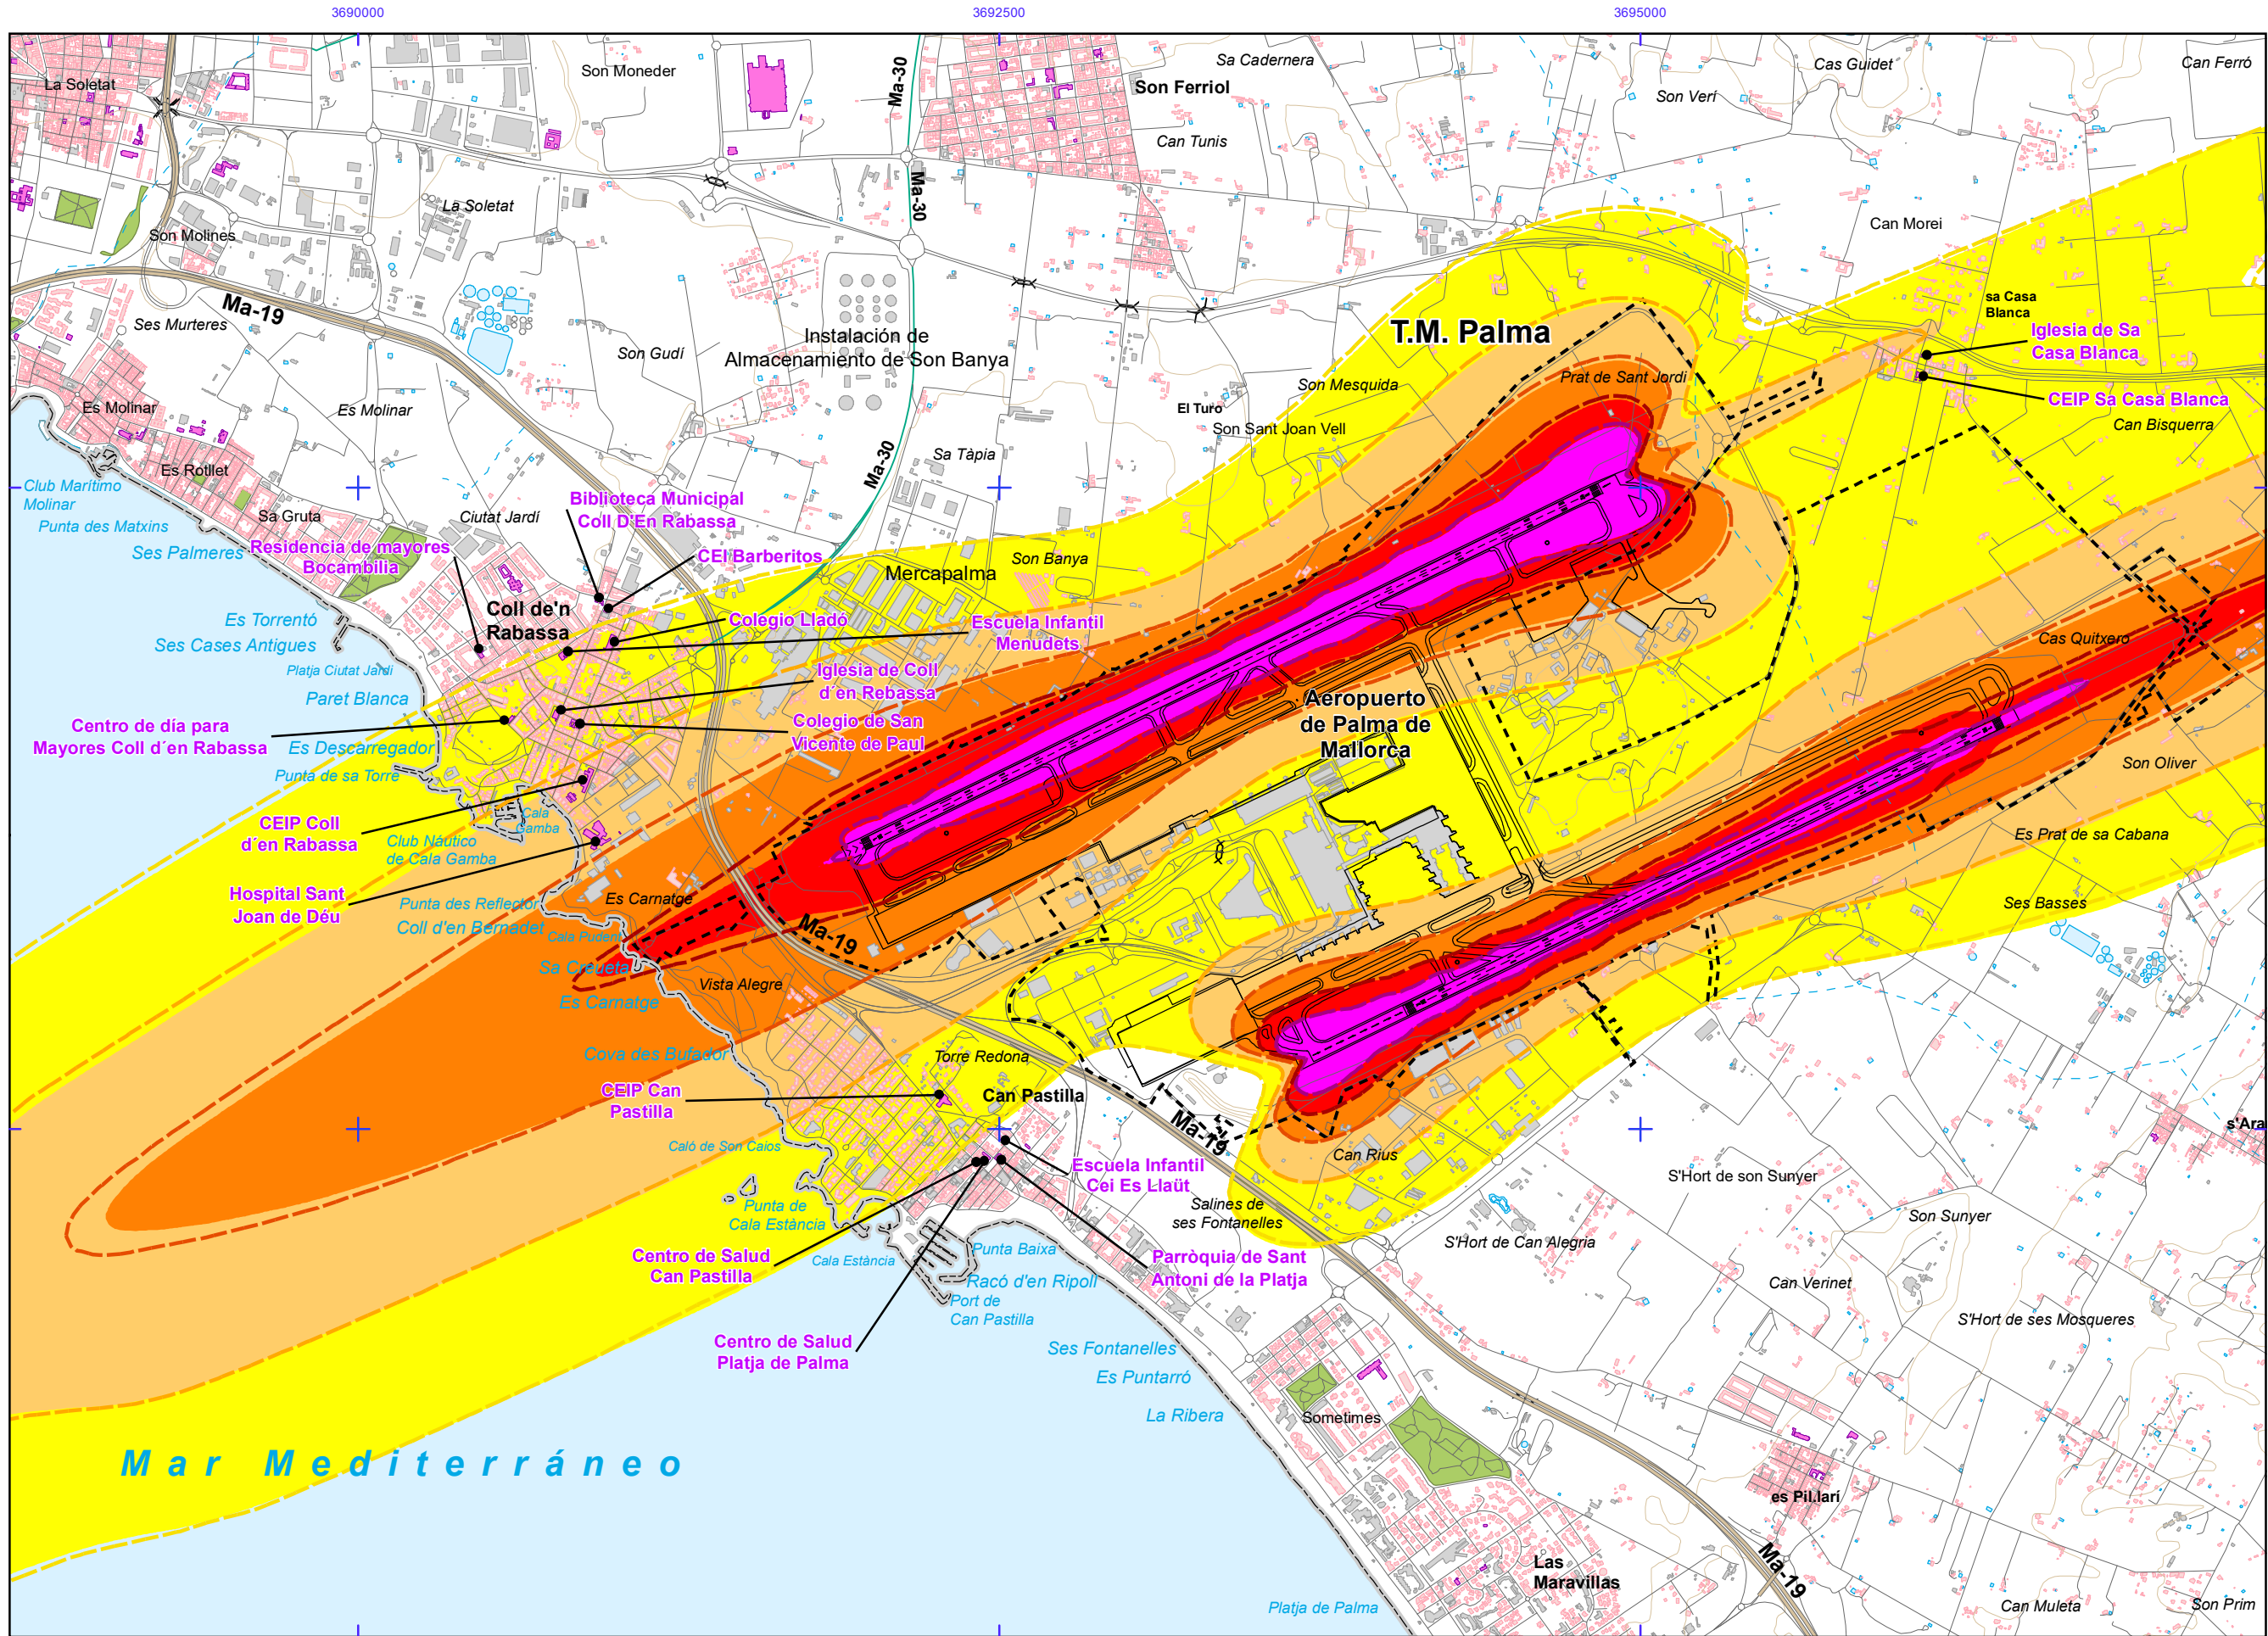 3690000
3692500
3695000
Son Moneder
Ma-30
Sa Cadernera
Cas Guidet
Can Ferró
La Soletat
Son Ferriol
Son Verí
Can Tunis
Ma-30
La Soletat
Can Morei
Son Molines
Ma-19
sa Casa
Blanca
Ses Murteres
Iglesia de Sa
Casa Blanca
T.M. Palma
Instalación de
Almacenamiento de Son Banya
Son Gudí
Son Mesquida
Prat de Sant Jordi
CEIP Sa Casa Blanca
Es Molinar
Es Molinar
El Turo
Son Sant Joan Vell
Can Bisquerra
Ma-30
Sa Tàpia
Es Rotllet
Club Marítimo
Molinar
Biblioteca Municipal
Coll D'En Rabassa
Sa Gruta
Ciutat Jardí
Punta des Matxins
Ses Palmeres
Residencia de mayores
Bocambilia
CEI Barberitos
Son Banya
Mercapalma
Coll de'n
Rabassa
Es Torrentó
Colegio Lladó
Escuela Infantil
Menudets
Cas Quitxero
Ses Cases Antigues
Platja Ciutat Jardí
Iglesia de Coll
d´en Rebassa
Paret Blanca
Aeropuerto
de Palma de
Mallorca
Centro de día para
Mayores Coll d´en Rabassa
Colegio de San
Vicente de Paul
Es Descarregador
Punta de sa Torre
Son Oliver
CEIP Coll
d´en Rabassa
Cala
Gamba
Club Náutico
de Cala Gamba
Es Prat de sa Cabana
Hospital Sant
Joan de Déu
Es Carnatge
Punta des Reflector
Ses Basses
Coll d'en Bernadet
Cala Pudent
Ma-19
Sa Creueta
Vista Alegre
Es Carnatge
Cova des Bufador
Torre Redona
CEIP Can
Pastilla
Can Pastilla
Ma-19
s'Ara
Caló de Son Caios
Can Rius
Escuela Infantil
Cei Es Llaüt
S'Hort de son Sunyer
Punta de
Cala Estància
Salines de
ses Fontanelles
Son Sunyer
S'Hort de Can Alegria
Centro de Salud
Can Pastilla
Cala Estància
Punta Baixa
Parròquia de Sant
Antoni de la Platja
Racó d'en Ripoll
Can Verinet
Port de
Can Pastilla
S'Hort de ses Mosqueres
Centro de Salud
Platja de Palma
Ses Fontanelles
Es Puntarró
La Ribera
Sometimes
Mar Mediterráneo
es Pil.larí
Las
Maravillas
Ma-19
Platja de Palma
Can Muleta
Son Prim